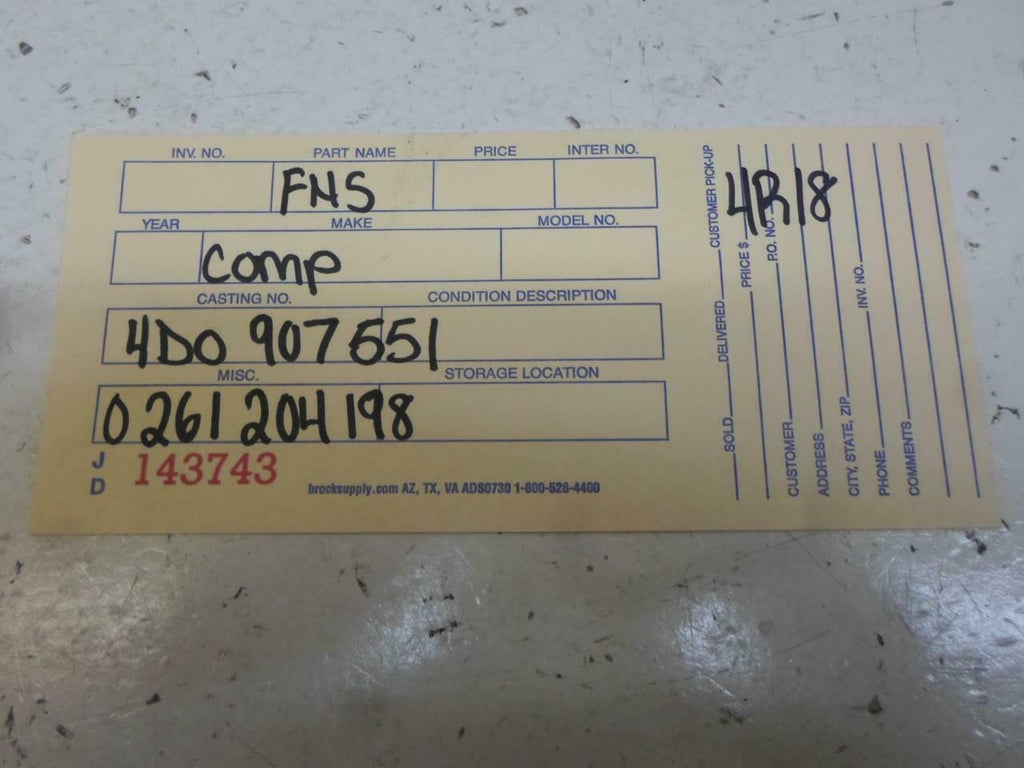 INV. NO. PART NAME PRICE INTER NO.
FNS
YEAR MAKE MODEL NO.
Comp
CASTING NO. CONDITION DESCRIPTION
4D0 907 551
MISC. STORAGE LOCATION
0 261 204 198
J D 143743
brocksupply.com AZ, TX, VA ADS0730 1-800-528-4400
SOLD DELIVERED CUSTOMER PICK-UP
PRICE $
P.O. NO.
4R18
CUSTOMER
ADDRESS
CITY, STATE, ZIP INV. NO.
PHONE
COMMENTS